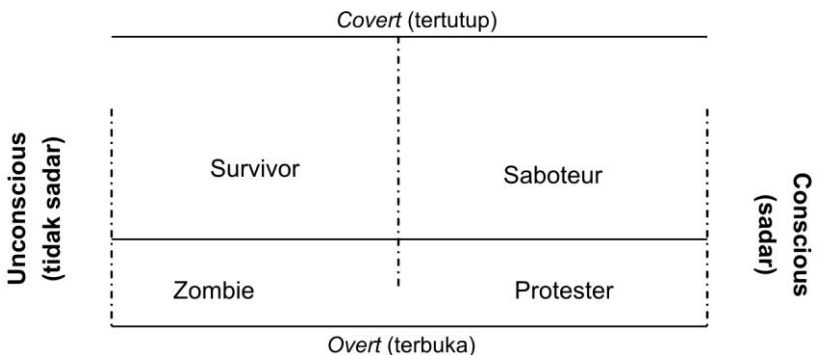 Covert (tertutup)
Unconscious
(tidak sadar)
Survivor
Saboteur
Conscious
(sadar)
Zombie
Protester
Overt (terbuka)